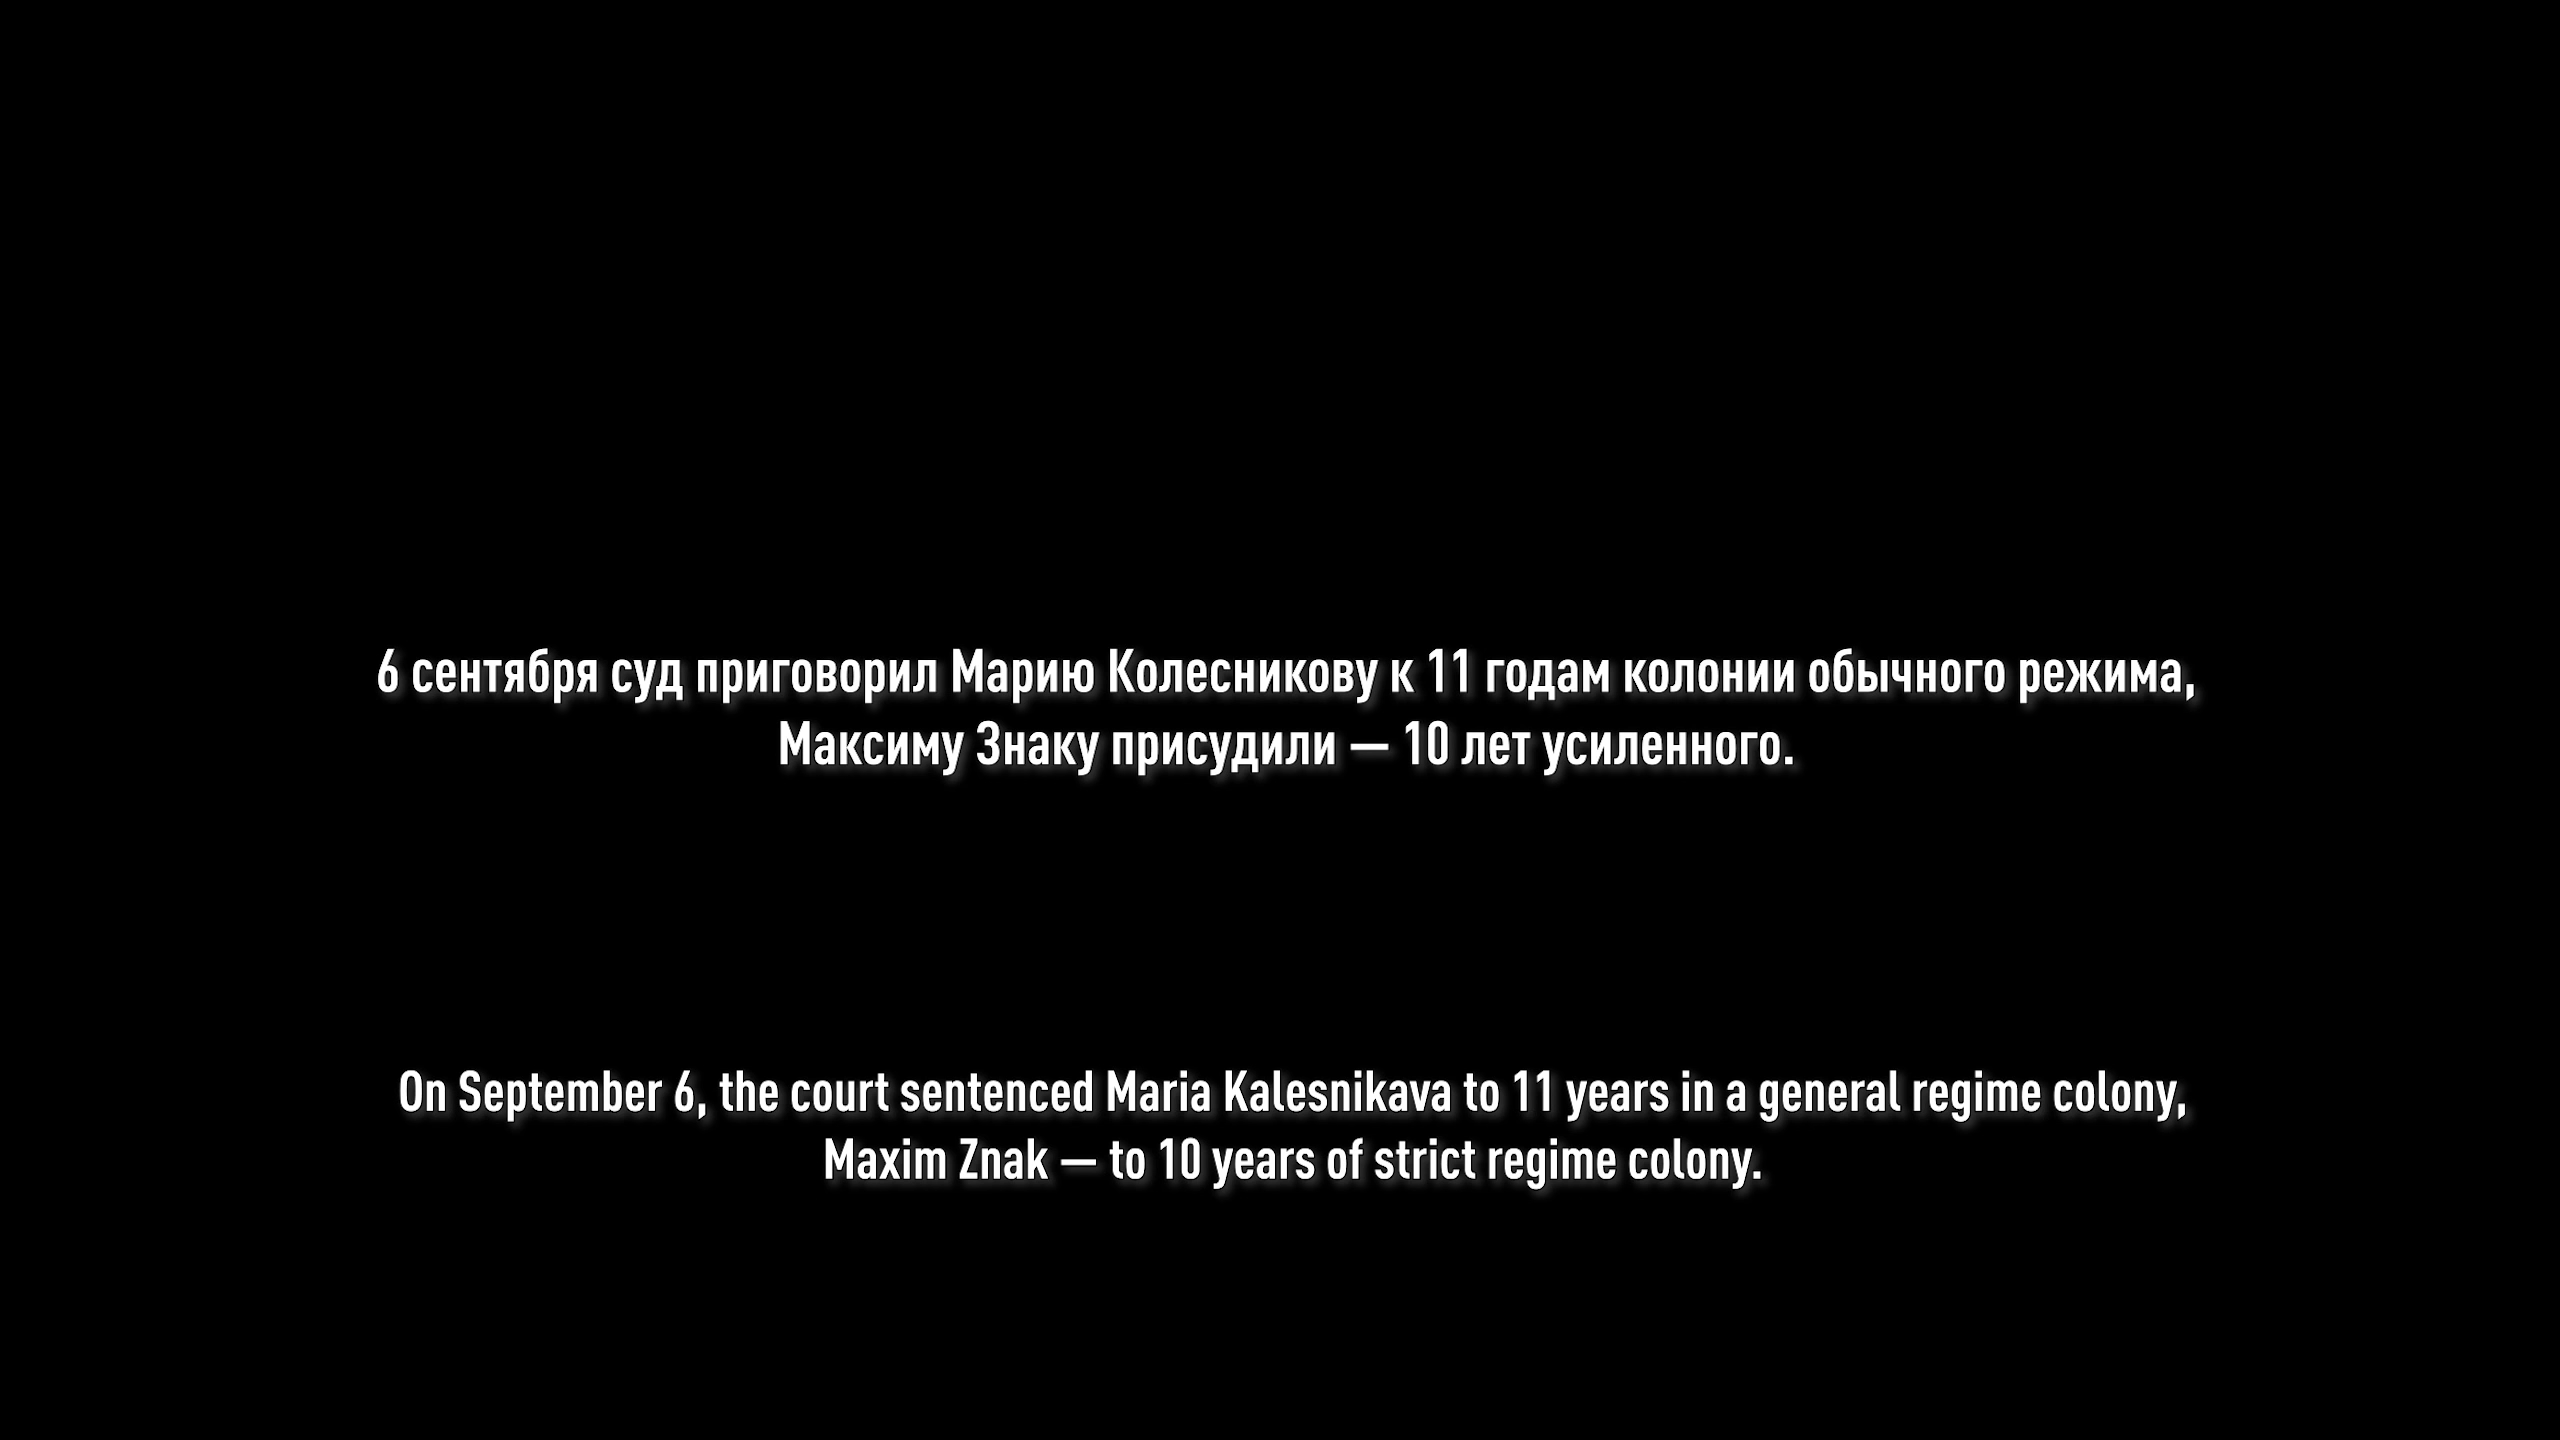 6 сентября суд приговорил Марию Колесникову к 11 годам колонии обычного режима,
Максиму Знаку присудили — 10 лет усиленного.
On September 6, the court sentenced Maria Kalesnikava to 11 years in a general regime colony,
Maxim Znak — to 10 years of strict regime colony.